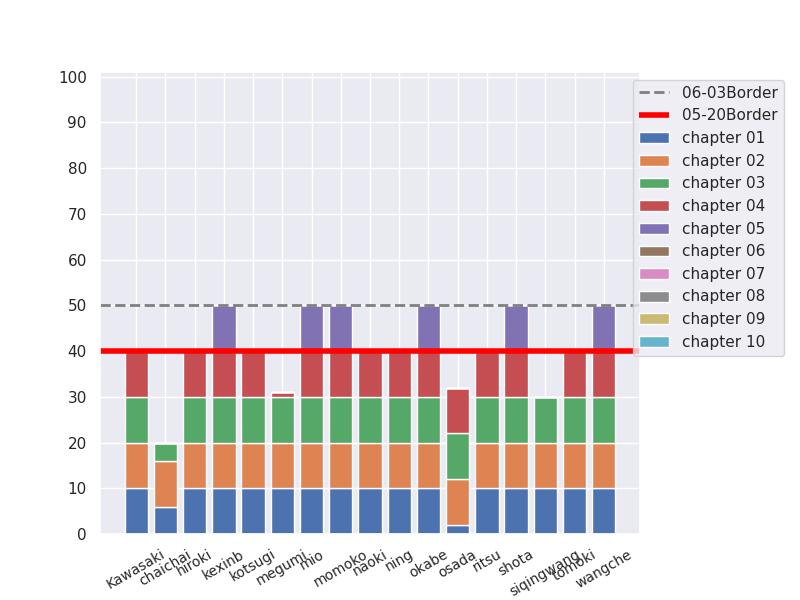 100
90
80
70
60
50
40
30
20
10
0
Kawasaki
chaichai
hiroki
kexinb
kotsugi
megumi
mio
momoko
naoki
ning
okabe
osada
ritsu
shota
siqingwang
tomoki
wangche
06-03Border
05-20Border
chapter 01
chapter 02
chapter 03
chapter 04
chapter 05
chapter 06
chapter 07
chapter 08
chapter 09
chapter 10